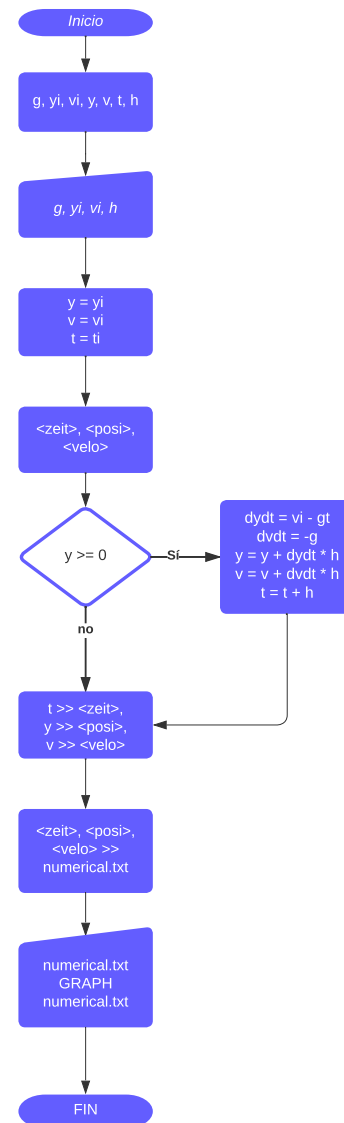 Inicio
g, yi, vi, y, v, t, h
g, yi, vi, h
y = yi
v = vi
t = ti
<zeit>, <posi>,
<velo>
y >= 0
Sí
dydt = vi - gt
dvdt = -g
y = y + dydt * h
v = v + dvdt * h
t = t + h
no
t >> <zeit>,
y >> <posi>,
v >> <velo>
<zeit>, <posi>,
<velo> >>
numerical.txt
numerical.txt
GRAPH
numerical.txt
FIN